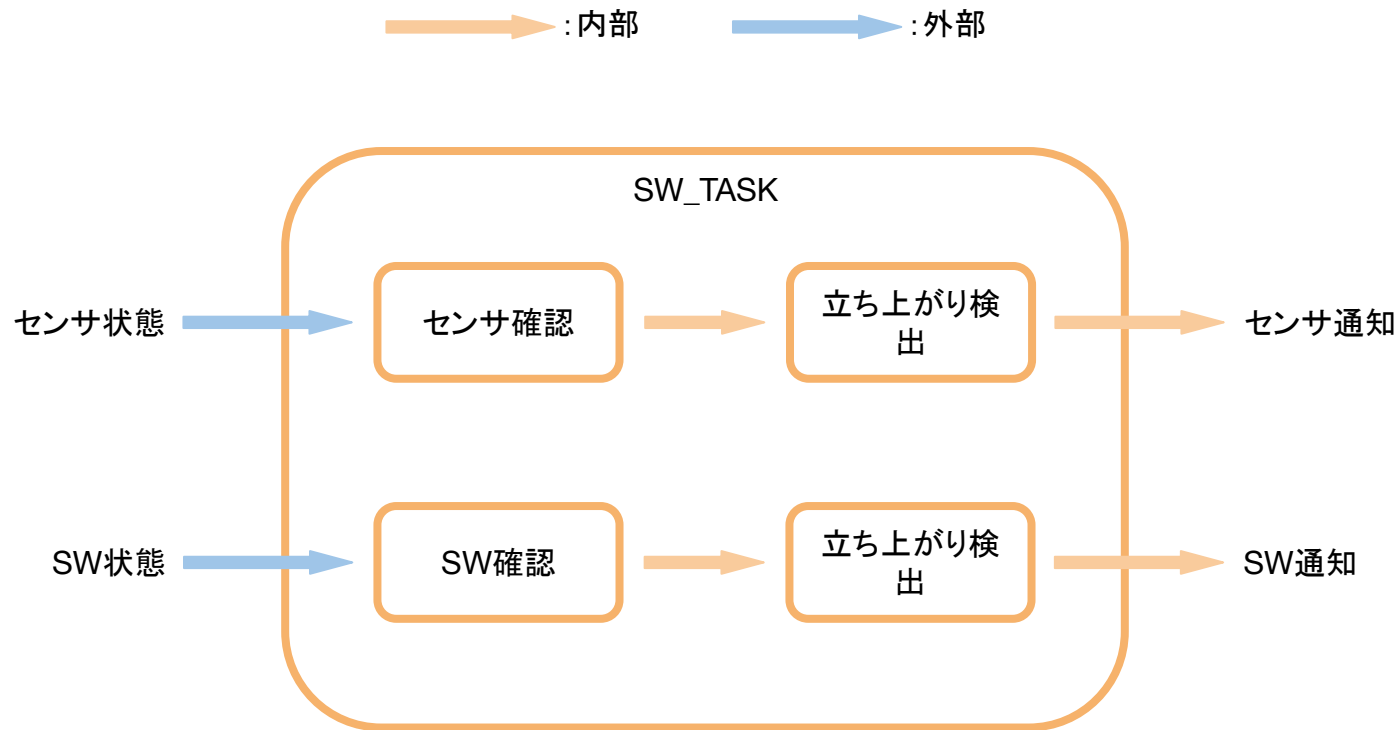 :内部
:外部
SW_TASK
センサ状態
センサ確認
立ち上がり検
出
センサ通知
SW状態
SW確認
立ち上がり検
出
SW通知